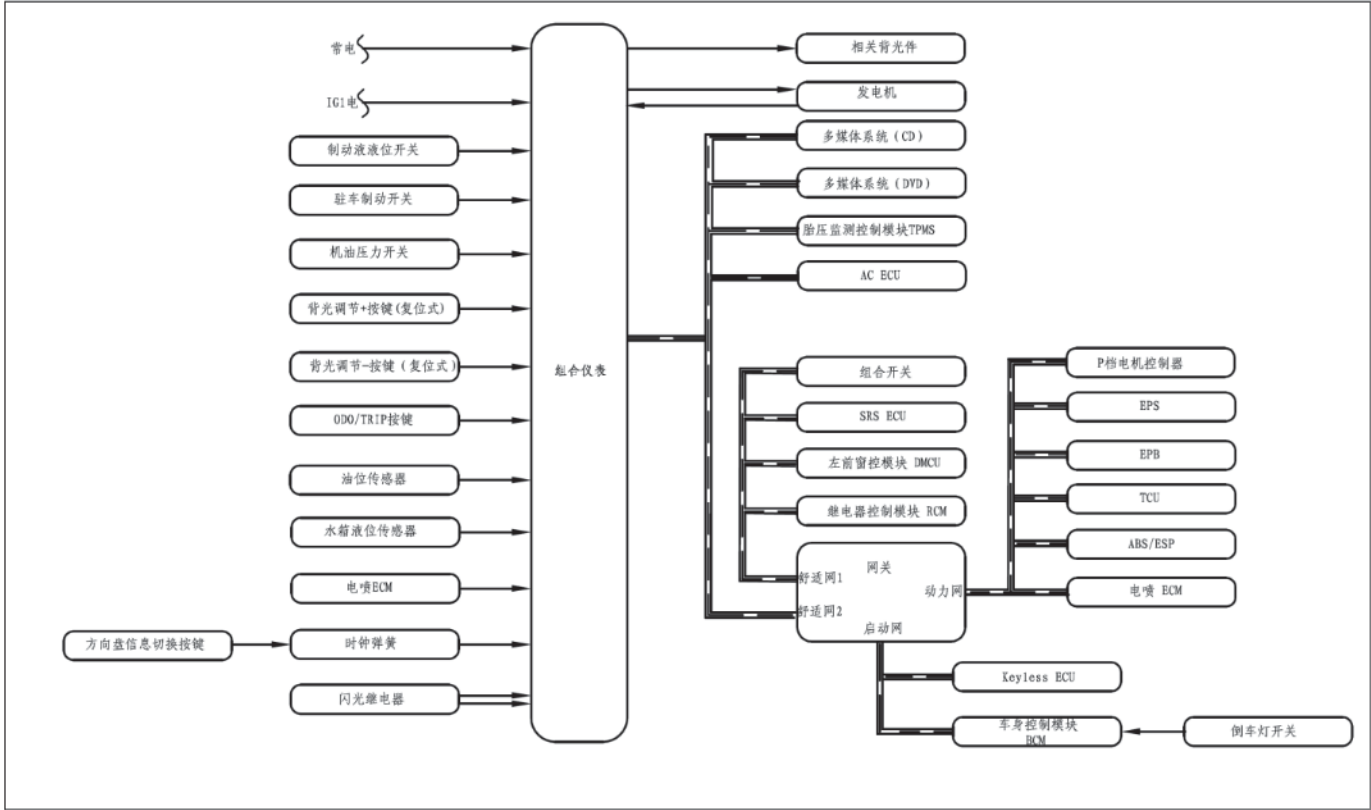 常电
IG1电
制动液液位开关
驻车制动开关
机油压力开关
背光调节+按键(复位式)
背光调节-按键（复位式)
ODO/TRIP按键
油位传感器
水箱液位传感器
电喷ECM
方向盘信息切换按键
时钟弹簧
闪光继电器
组合仪表
相关背光件
发电机
多媒体系统（CD）
多媒体系统（DVD）
胎压监测控制模块TPMS
AC ECU
组合开关
SRS ECU
左前窗控模块 DMCU
继电器控制模块 RCM
网关
舒适网1
动力网
舒适网2
启动网
P档电机控制器
EPS
EPB
TCU
ABS/ESP
电喷 ECM
Keyless ECU
车身控制模块
BCM
倒车灯开关